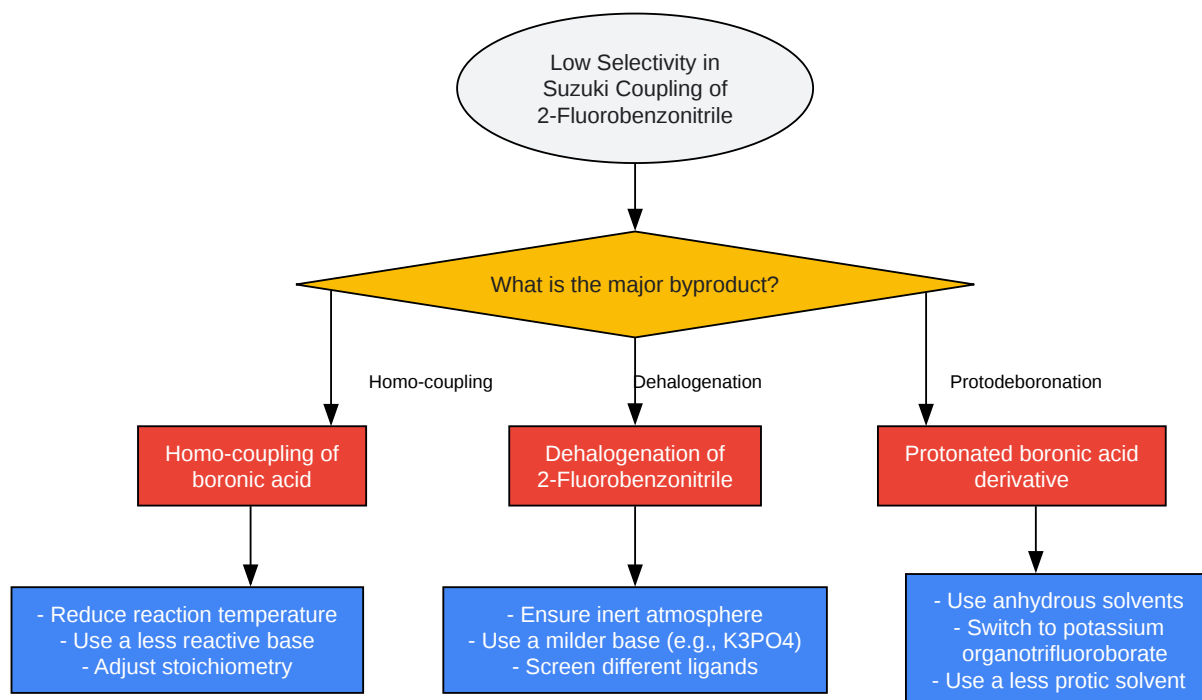 Low Selectivity in
Suzuki Coupling of
2-Fluorobenzonitrile
What is the major byproduct?
Homo-coupling
Dehalogenation
Protodeboronation
Homo-coupling of
boronic acid
Dehalogenation of
2-Fluorobenzonitrile
Protonated boronic acid
derivative
- Reduce reaction temperature
- Use a less reactive base
- Adjust stoichiometry
- Ensure inert atmosphere
- Use a milder base (e.g., K3PO4)
- Screen different ligands
- Use anhydrous solvents
- Switch to potassium
organotrifluoroborate
- Use a less protic solvent